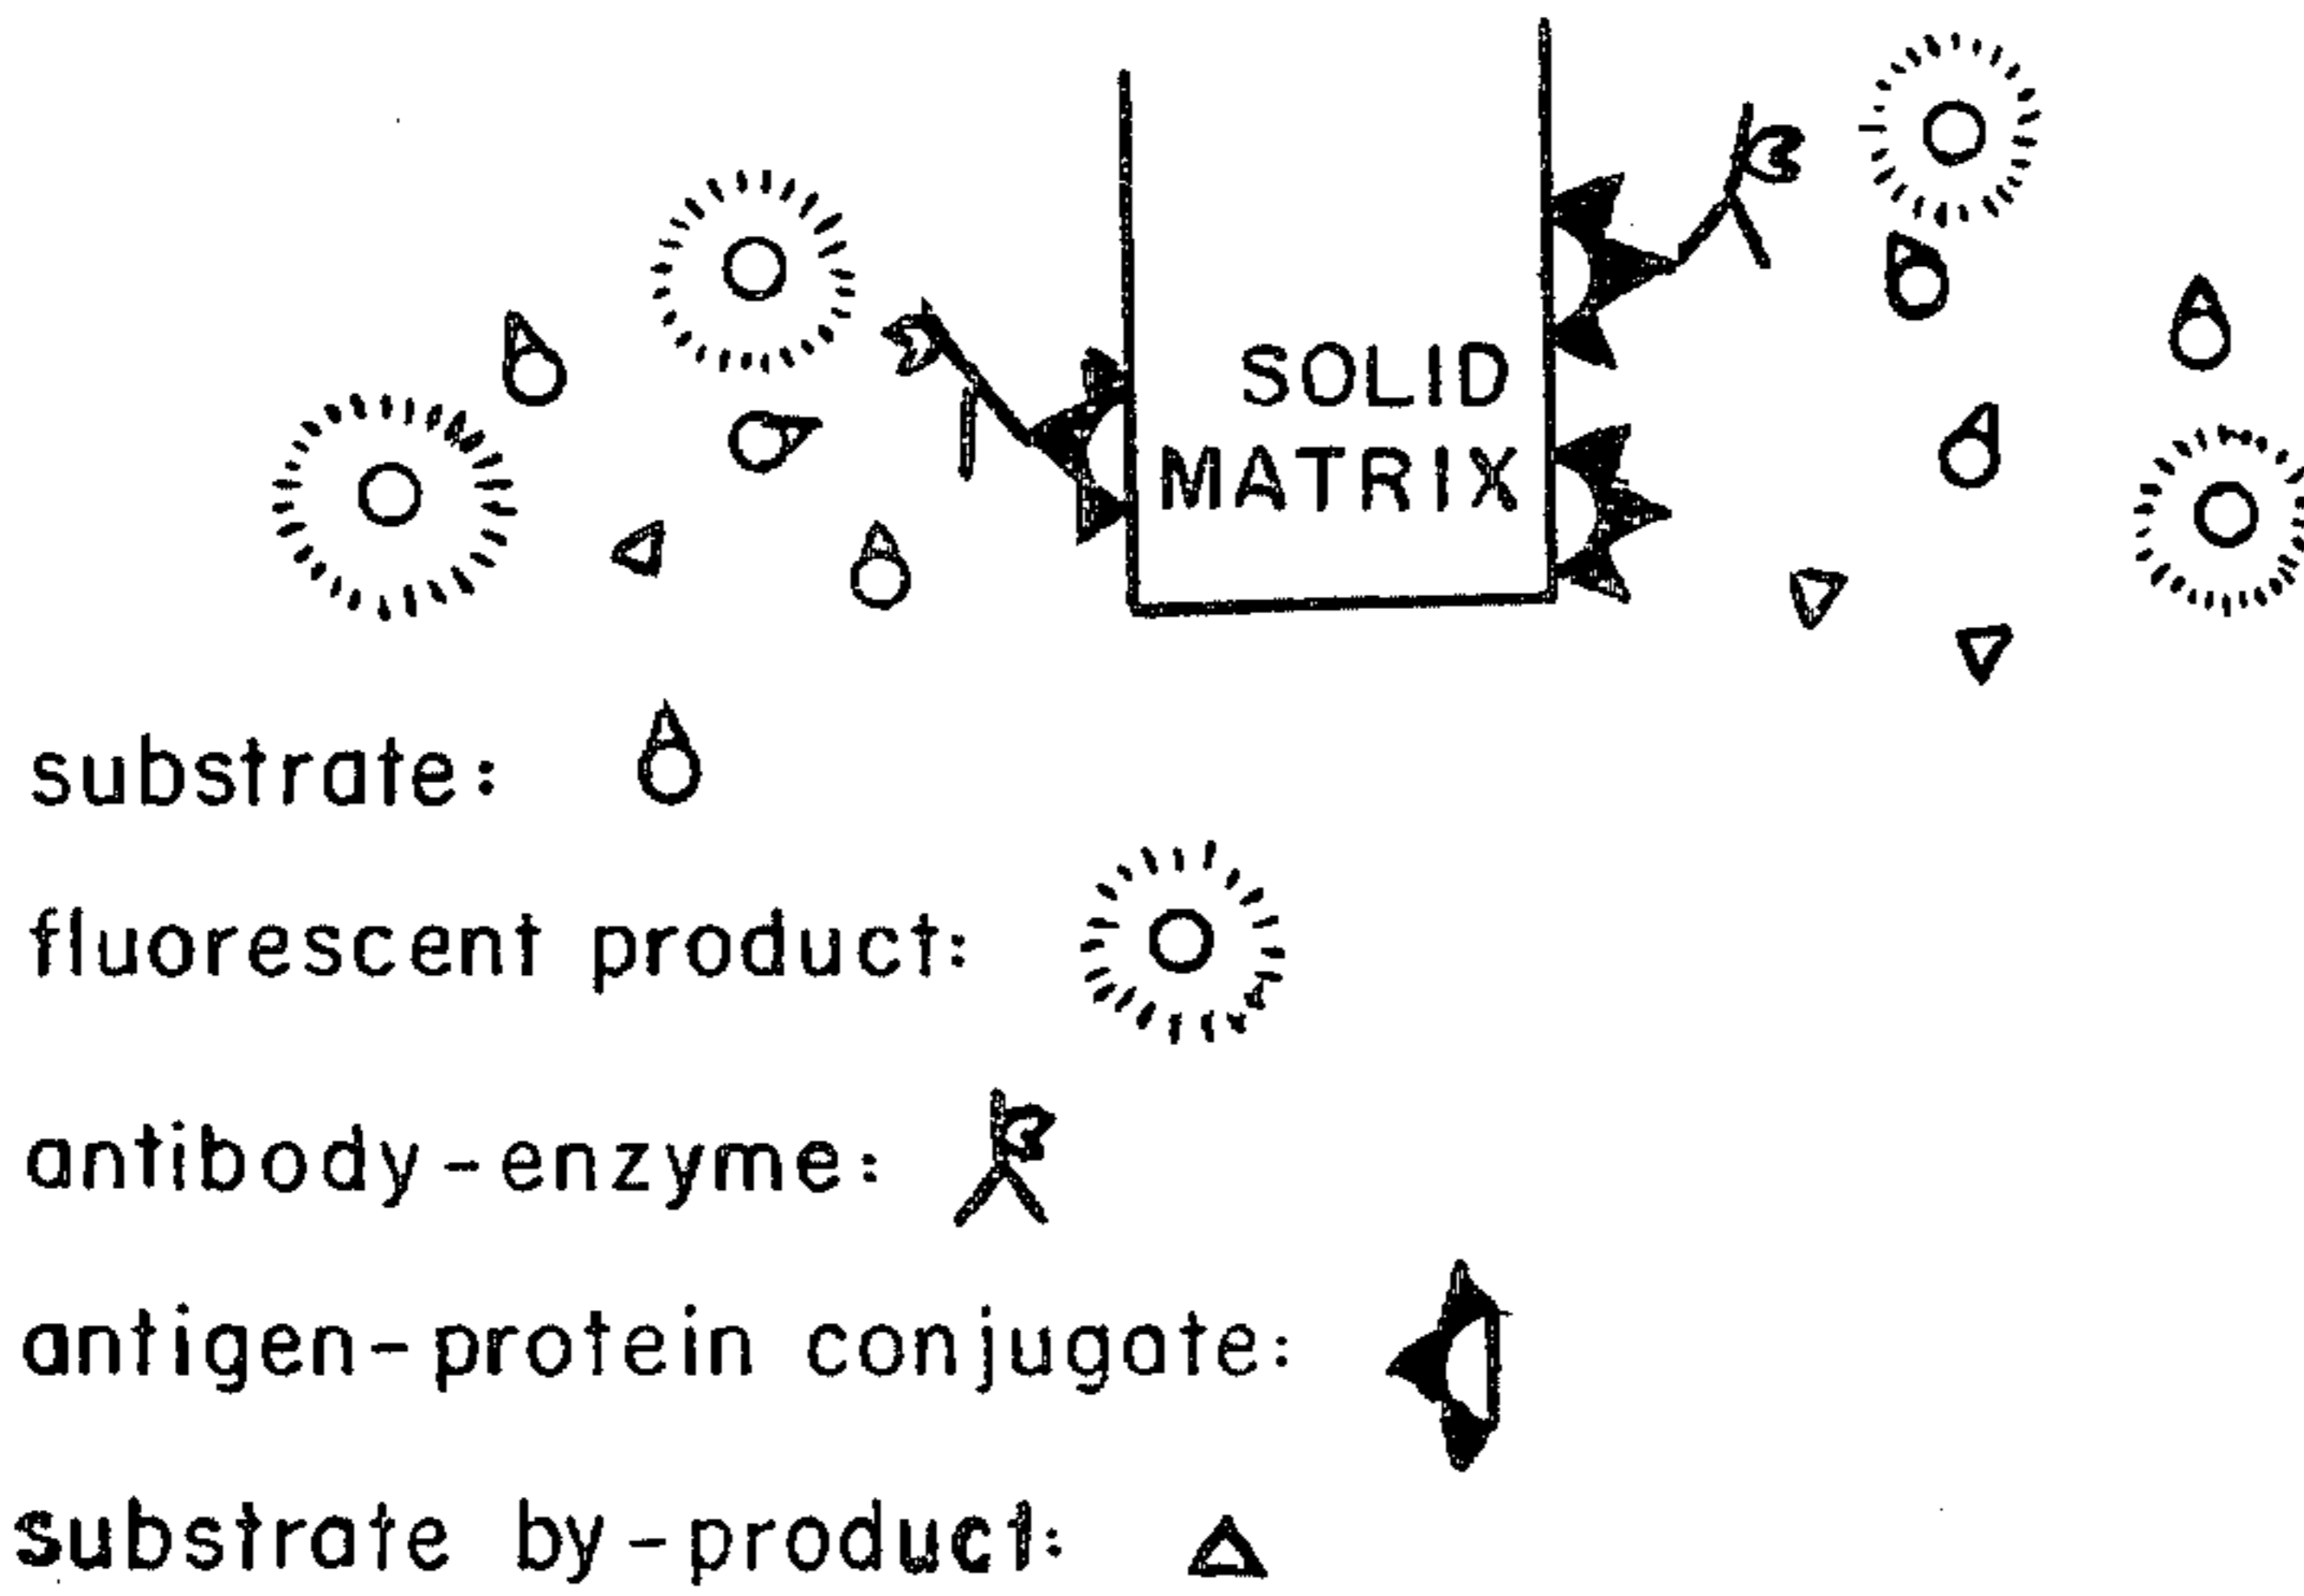 SOLID
MATRIX
substrate:
fluorescent product:
antibody-enzyme:
antigen-protein conjugate:
substrate by-product: